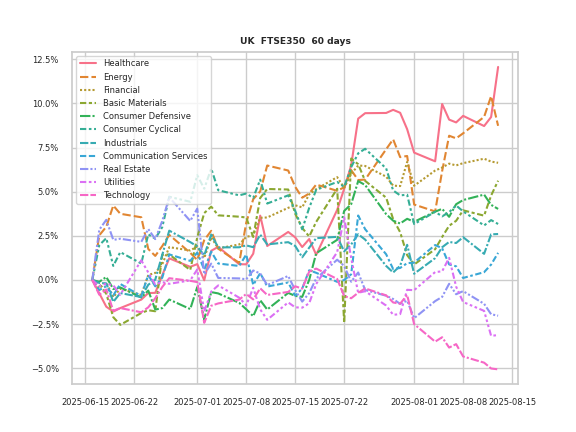 UK FTSE350 60 days
12.5%
10.0%
7.5%
5.0%
2.5%
0.0%
−2.5%
−5.0%
Healthcare
Energy
Financial
Basic Materials
Consumer Defensive
Consumer Cyclical
Industrials
Communication Services
Real Estate
Utilities
Technology
2025-06-15 2025-06-22 2025-07-01 2025-07-08 2025-07-15 2025-07-22 2025-08-01 2025-08-08 2025-08-15